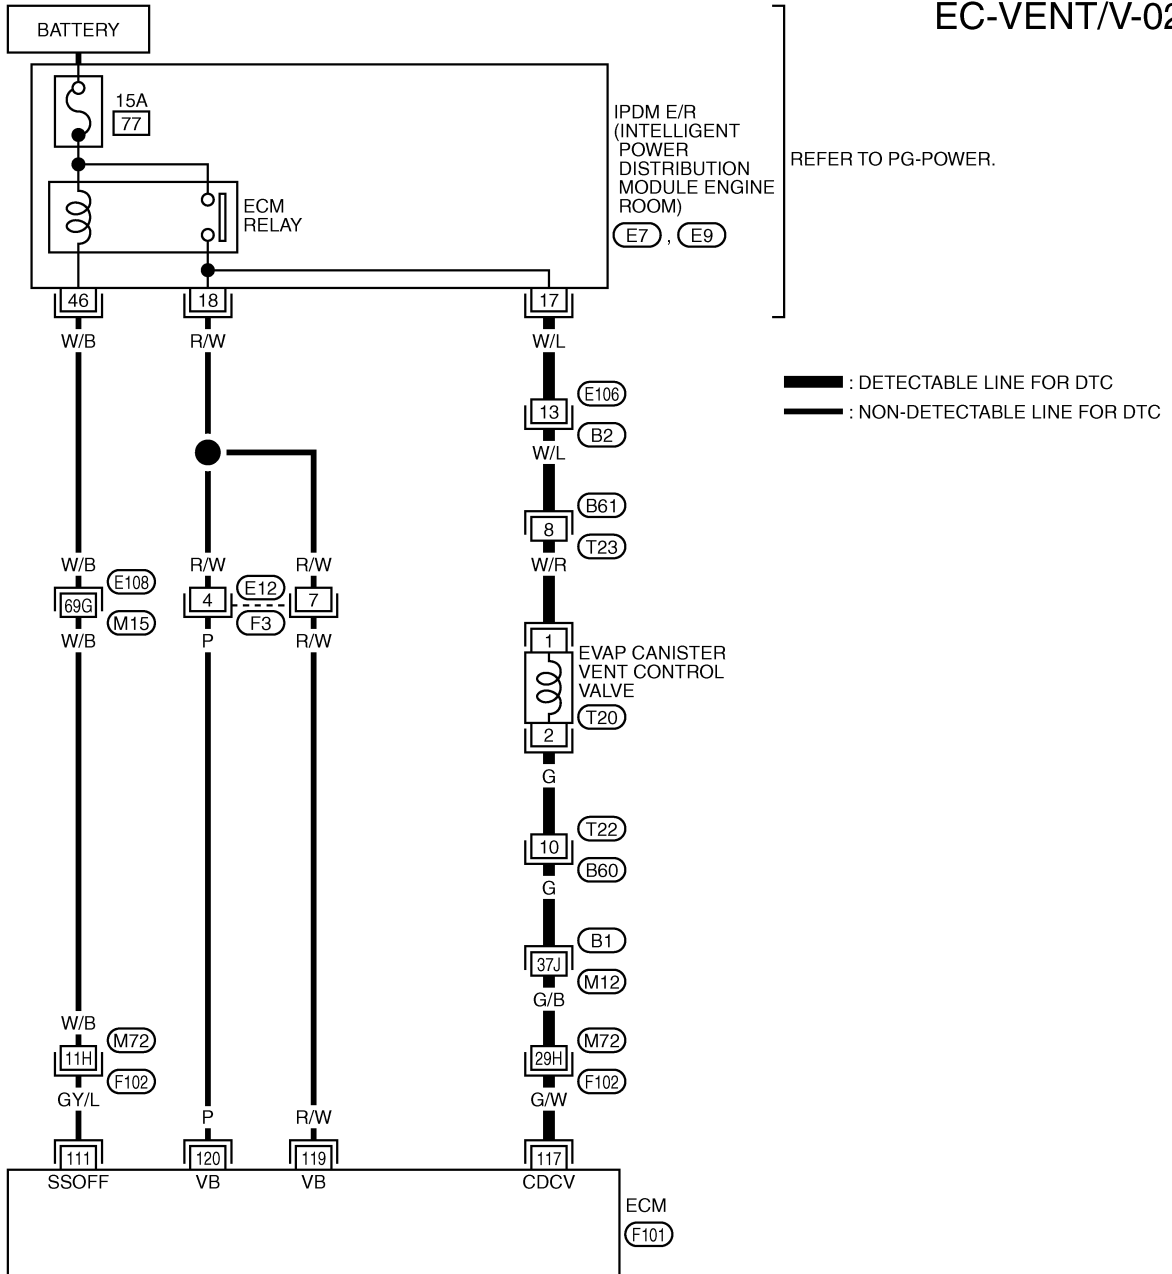 EC-VENT/V-02
BATTERY
15A
77
IPDM E/R
(INTELLIGENT
POWER
DISTRIBUTION
MODULE ENGINE
ROOM)
E7 , E9
REFER TO PG-POWER.
ECM
RELAY
46 18 17
W/B R/W W/L
: DETECTABLE LINE FOR DTC
: NON-DETECTABLE LINE FOR DTC
E106
13
B2
W/L
B61
8
T23
W/B R/W R/W W/R
E108 E12
69G 4 7
M15 F3
W/B P R/W
1
EVAP CANISTER
VENT CONTROL
VALVE
T20
2
G
T22
10
B60
G
B1
37J
M12
G/B
W/B
M72 M72
11H 29H
F102 F102
GY/L G/W
P R/W
111 120 119 117
SSOFF VB VB CDCV
ECM
F101